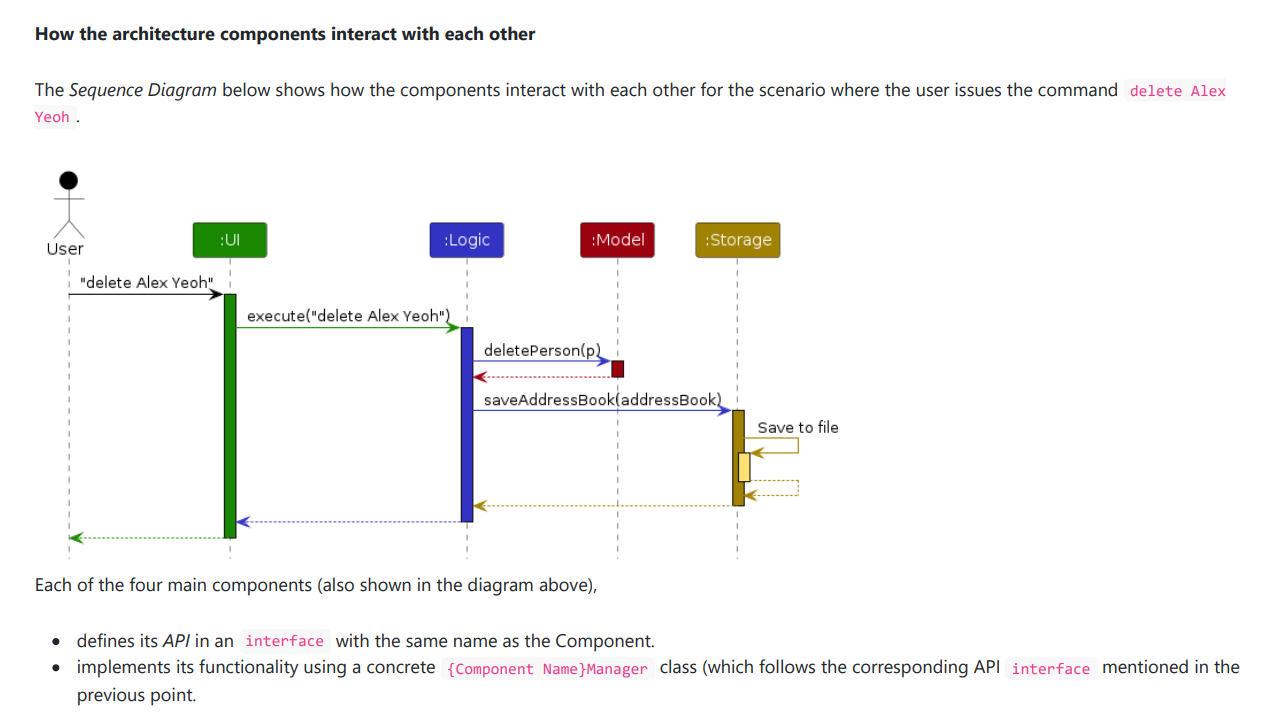 How the architecture components interact with each other
The Sequence Diagram below shows how the components interact with each other for the scenario where the user issues the command delete Alex
Yeoh .
User
:UI
:Logic
:Model
:Storage
"delete Alex Yeoh"
execute("delete Alex Yeoh")
deletePerson(p)
saveAddressBook(addressBook)
Save to file
Each of the four main components (also shown in the diagram above),
• defines its API in an interface with the same name as the Component.
• implements its functionality using a concrete {Component Name}Manager class (which follows the corresponding API interface mentioned in the
previous point.